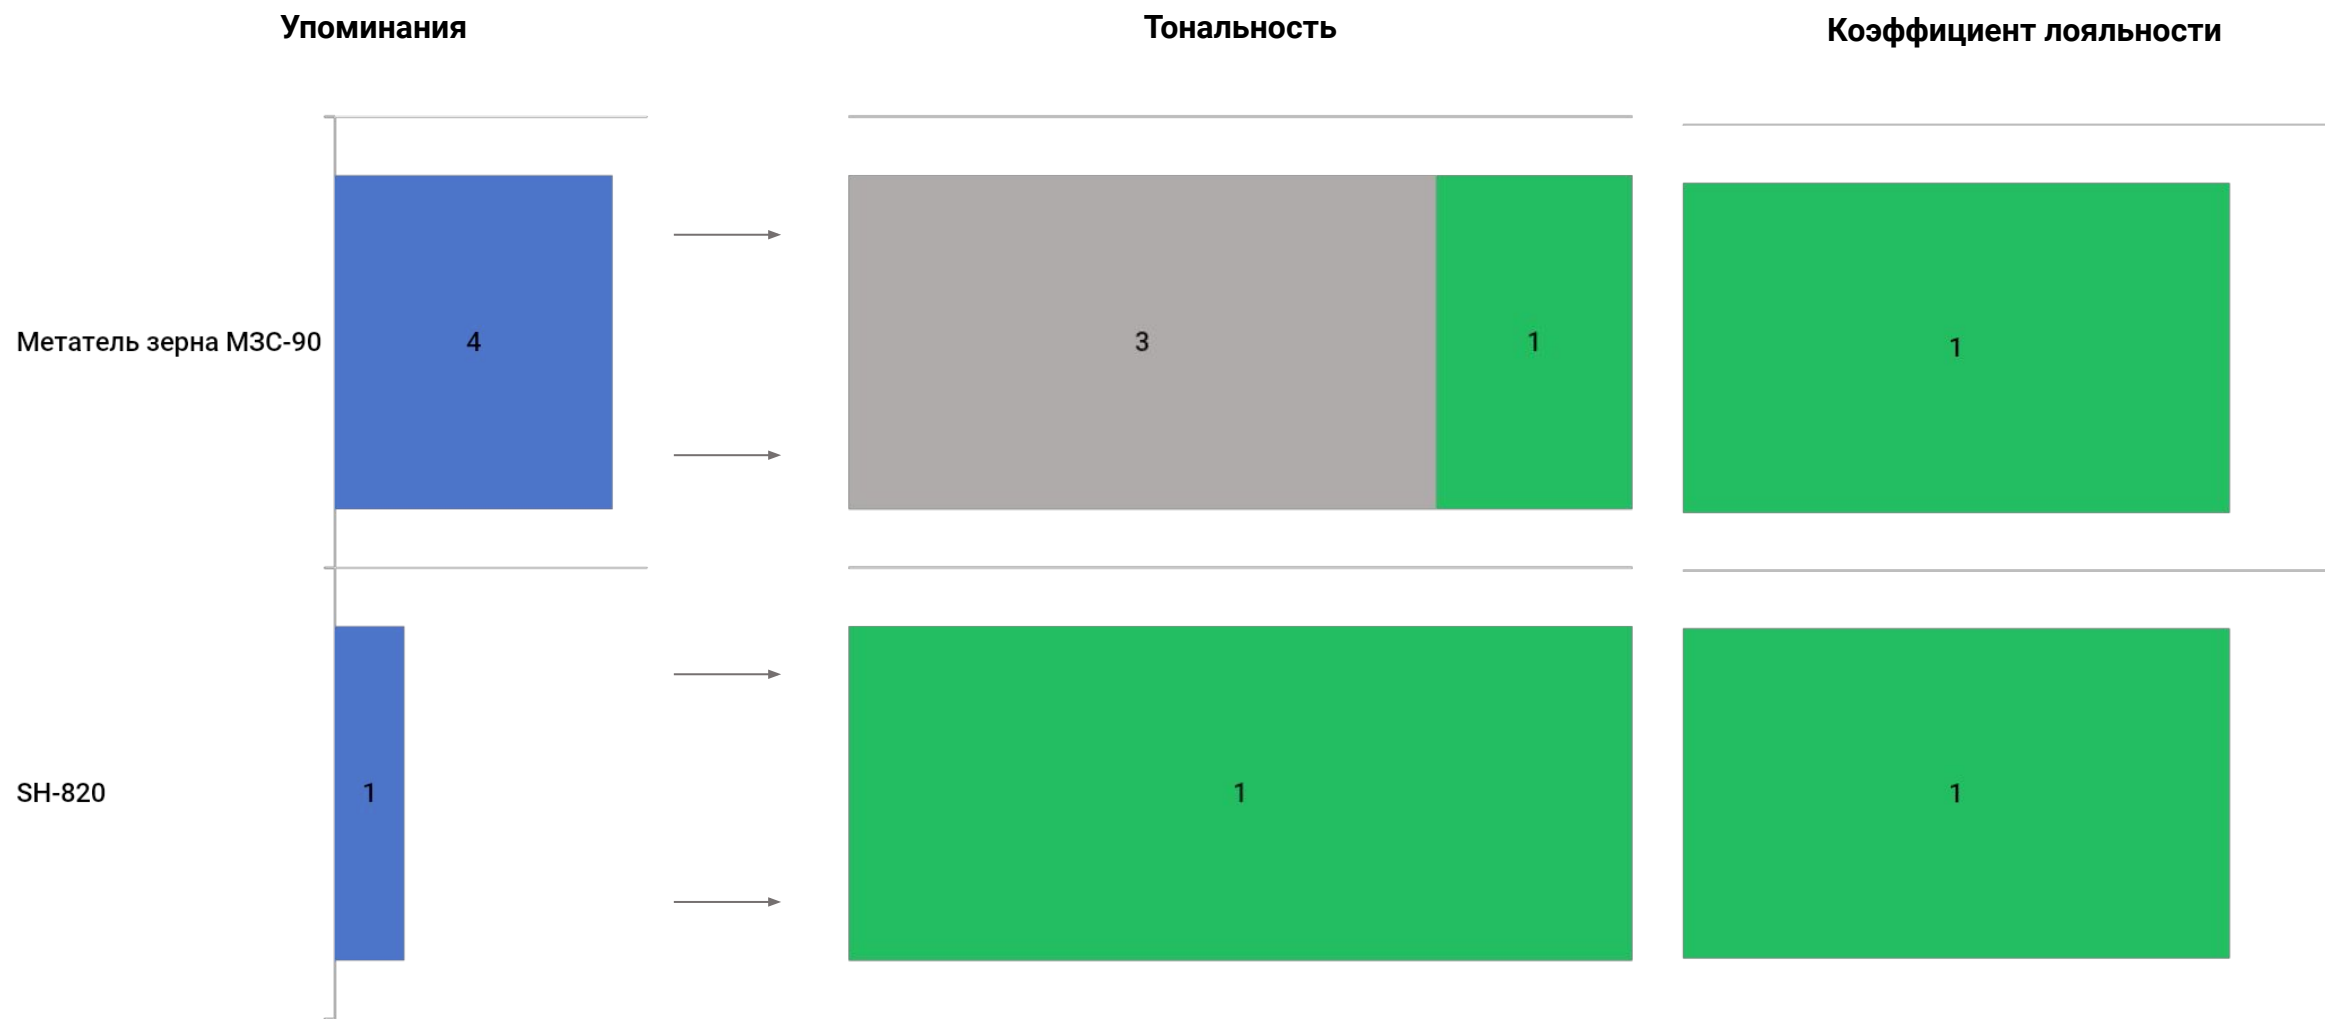 Упоминания
Тональность
Коэффициент лояльности
Метатель зерна МЗС-90
4
3
1
1
SH-820
1
1
1